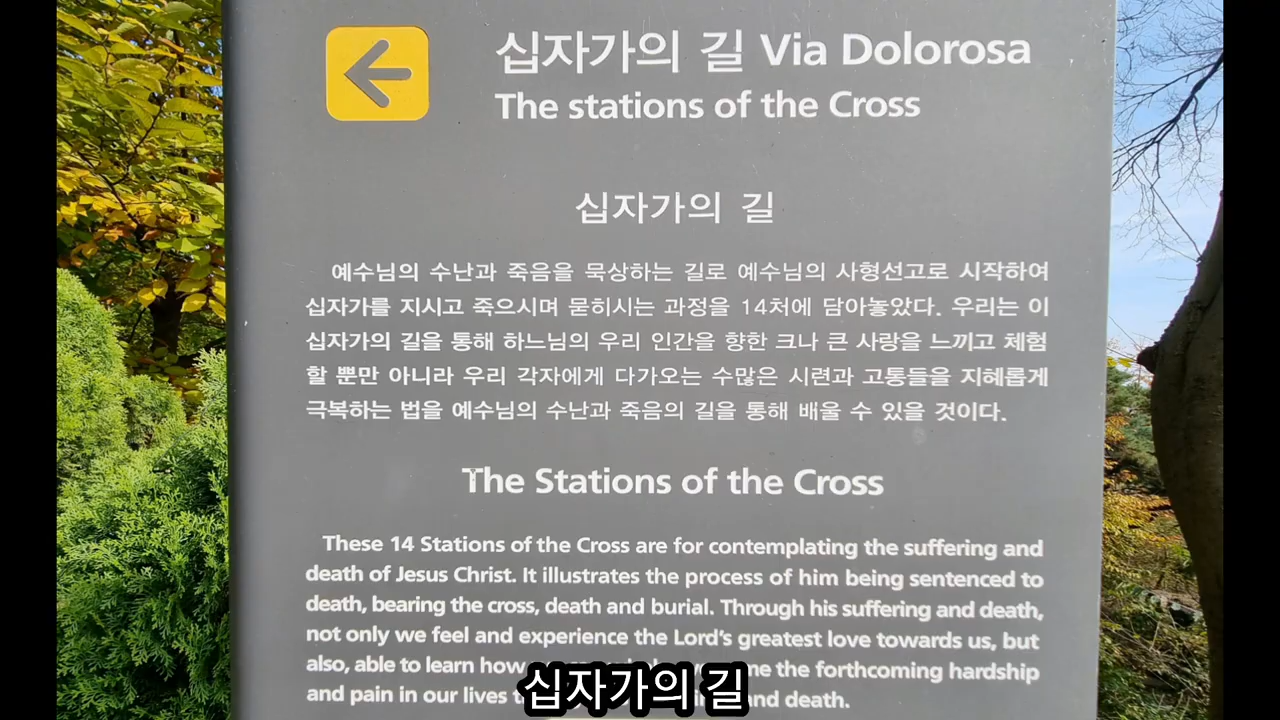 십자가의 길 Via Dolorosa
The stations of the Cross
십자가의 길
예수님의 수난과 죽음을 묵상하는 길로 예수님의 사형선고로 시작하여
십자가를 지시고 죽으시며 묻히시는 과정을 14처에 담아놓았다. 우리는 이
십자가의 길을 통해 하느님의 우리 인간을 향한 크나 큰 사랑을 느끼고 체험
할 뿐만 아니라 우리 각자에게 다가오는 수많은 시련과 고통들을 지혜롭게
극복하는 법을 예수님의 수난과 죽음의 길을 통해 배울 수 있을 것이다.
The Stations of the Cross
These 14 Stations of the Cross are for contemplating the suffering and
death of Jesus Christ. It illustrates the process of him being sentenced to
death, bearing the cross, death and burial. Through his suffering and death,
not only we feel and experience the Lord's greatest love towards us, but
also, able to learn how the forthcoming hardship
and pain in our lives and death.
십자가의 길